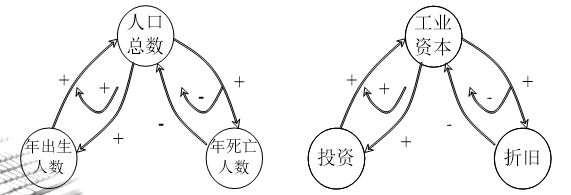 人口
总数
工业
资本
+
+
-
+
+
-
+
+
-
+
+
-
年出生
人数
年死亡
人数
投资
折旧